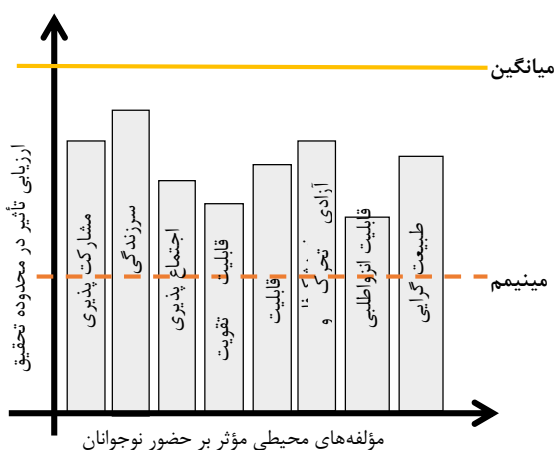 میانگین
مینیمم
ارزیابی تأثیر در محدوده تحقیق
مشارکت پذیری
سرزندگی
اجتماع پذیری
قابلیت تقویت
قابلیت
آزادی
تحرک و
قابلیت انزواطلبی
طبیعت گرایی
مؤلفه‌های محیطی مؤثر بر حضور نوجوانان